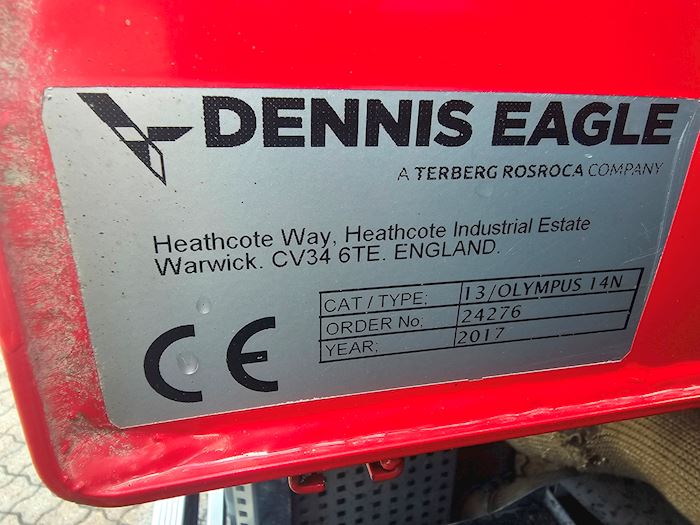 DENNIS EAGLE
A TERBERG ROSROCA COMPANY
Heathcote Way, Heathcote Industrial Estate
Warwick. CV34 6TE. ENGLAND.
CAT / TYPE; 13/OLYMPUS 14N
ORDER No; 24276
YEAR; 2017
CE